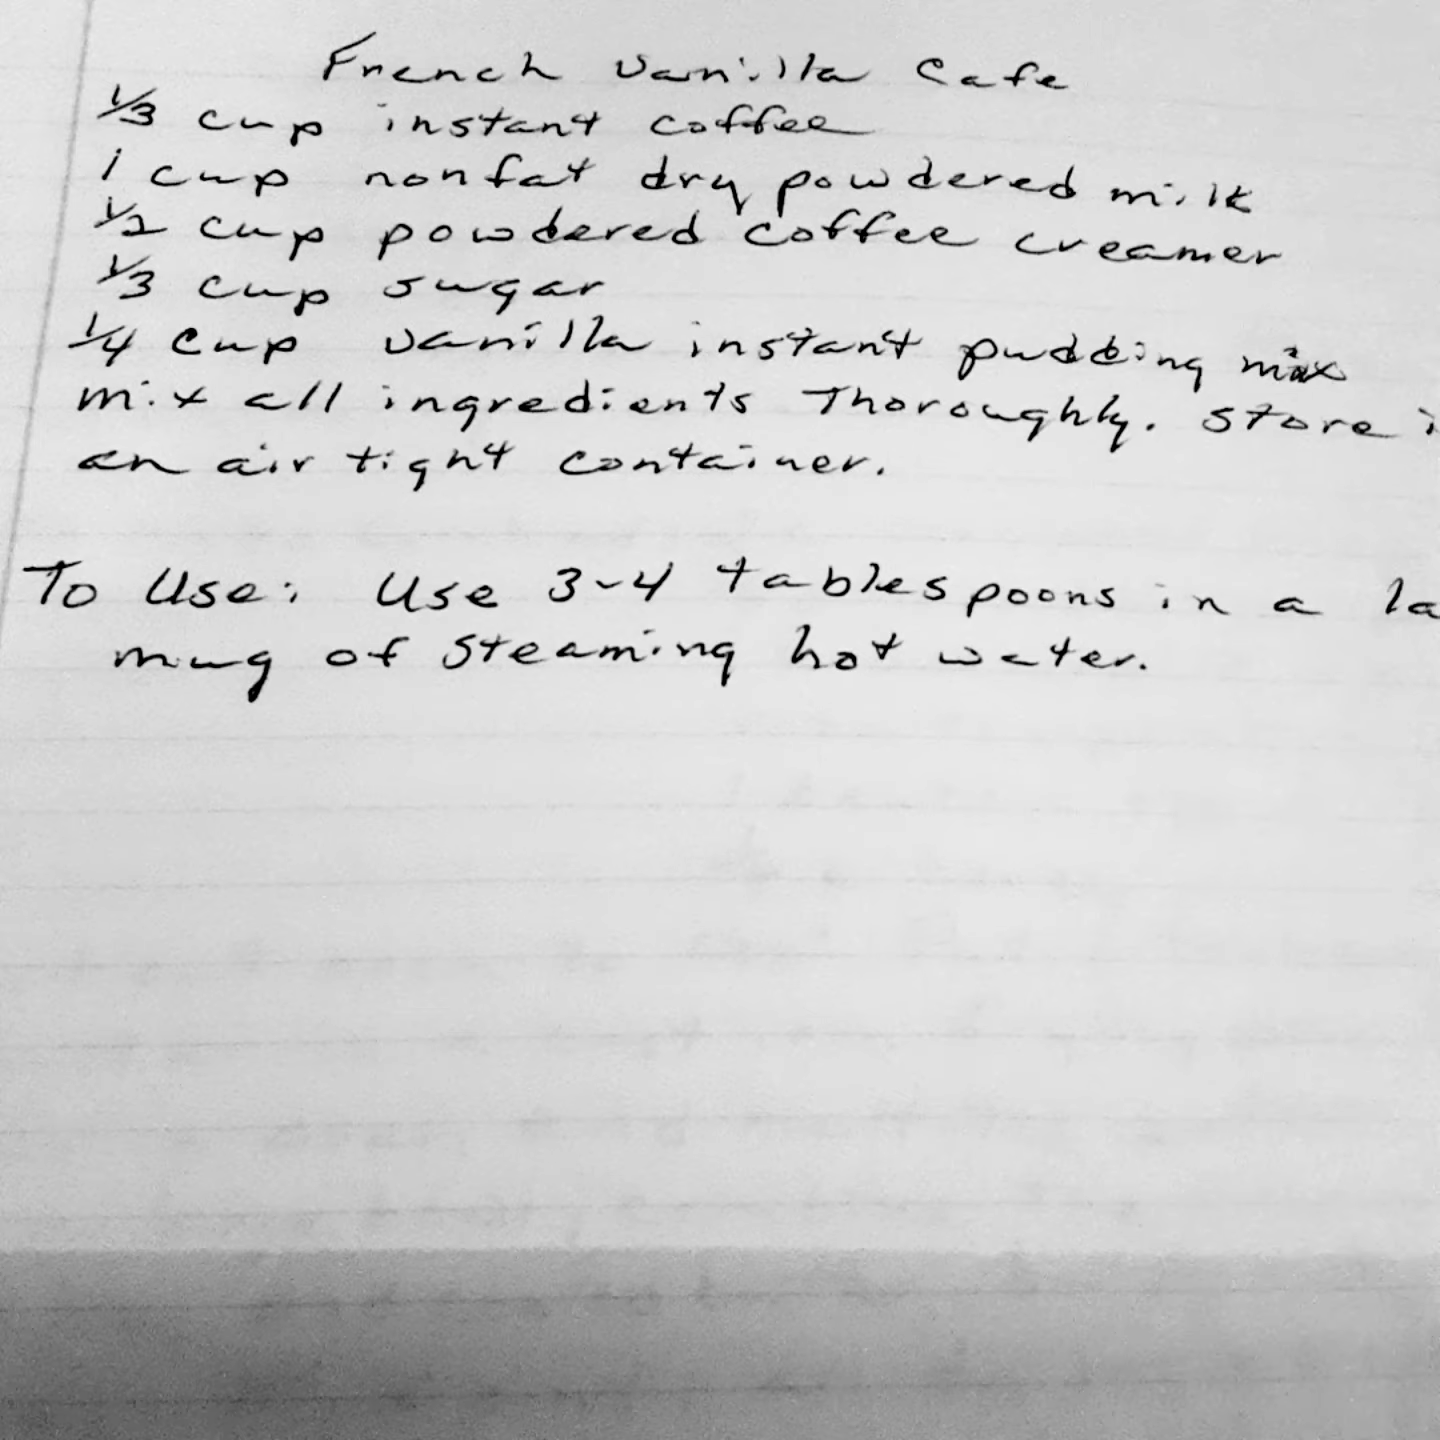 French Vanilla Cafe
1/3 cup instant coffee
1 cup nonfat dry powdered milk
1/2 cup powdered coffee creamer
1/3 cup sugar
1/4 cup vanilla instant pudding mix
mix all ingredients Thoroughly. Store i
an air tight container.
To Use: Use 3-4 tablespoons in a la
mug of steaming hot water.